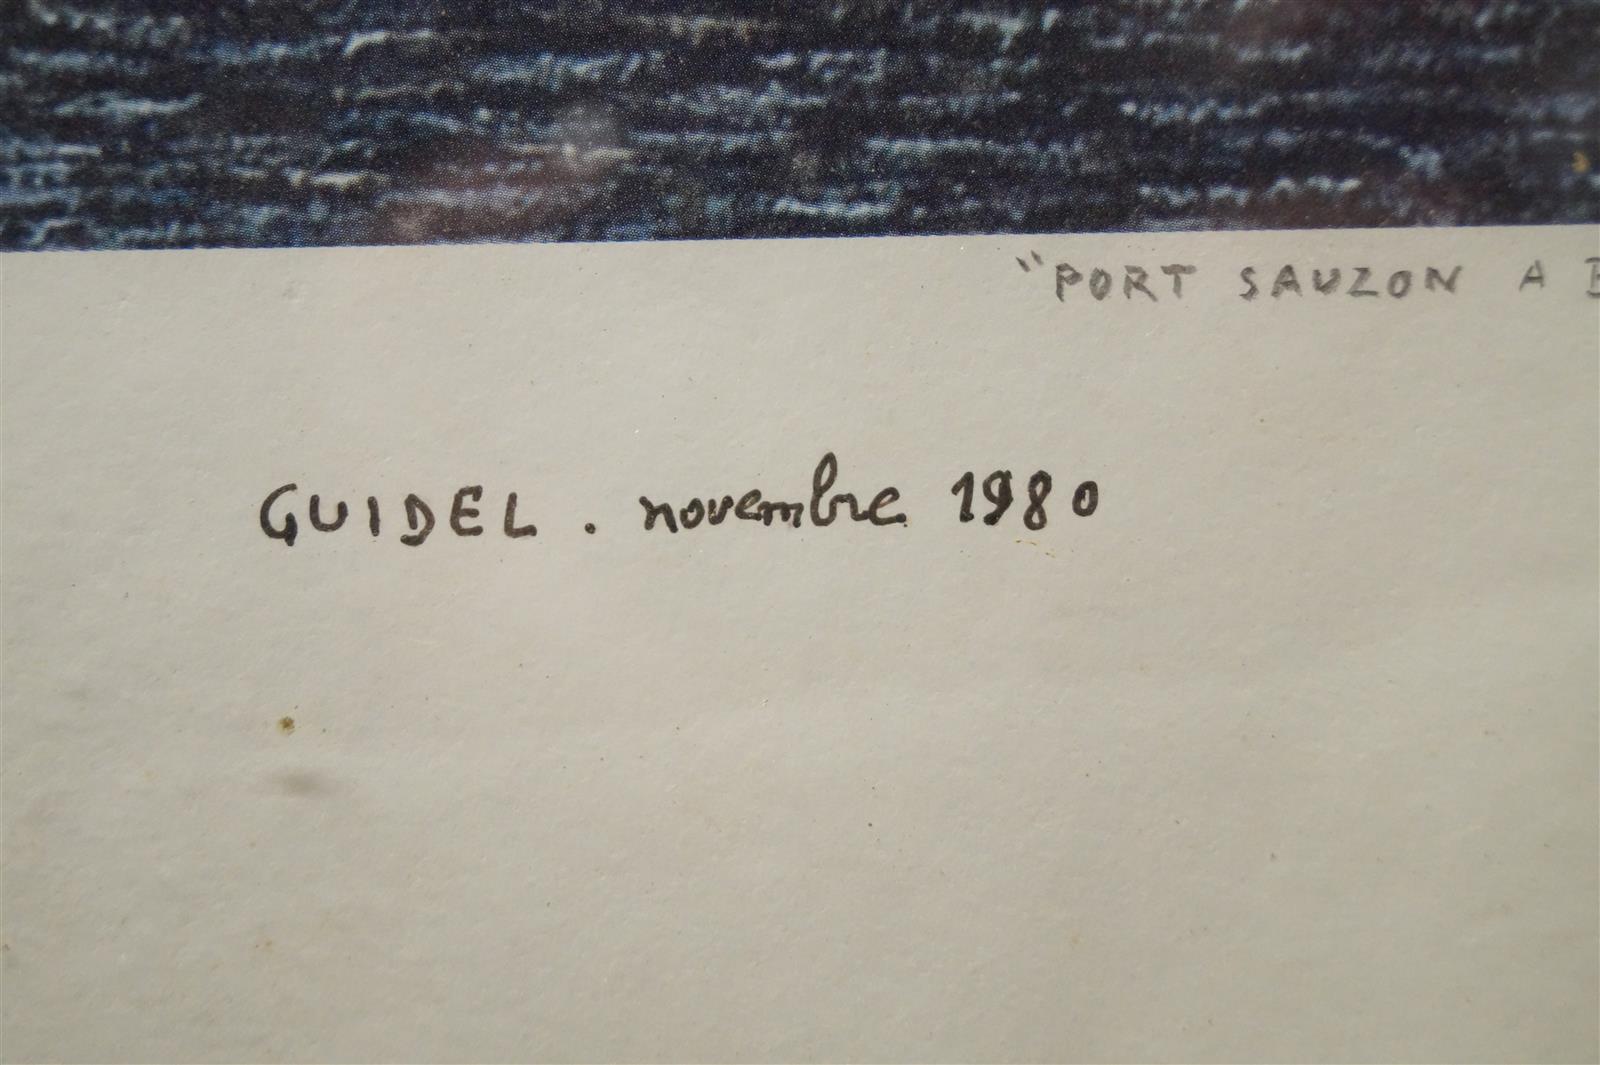 "PORT SAUZON A
GUIDEL . novembre 1980